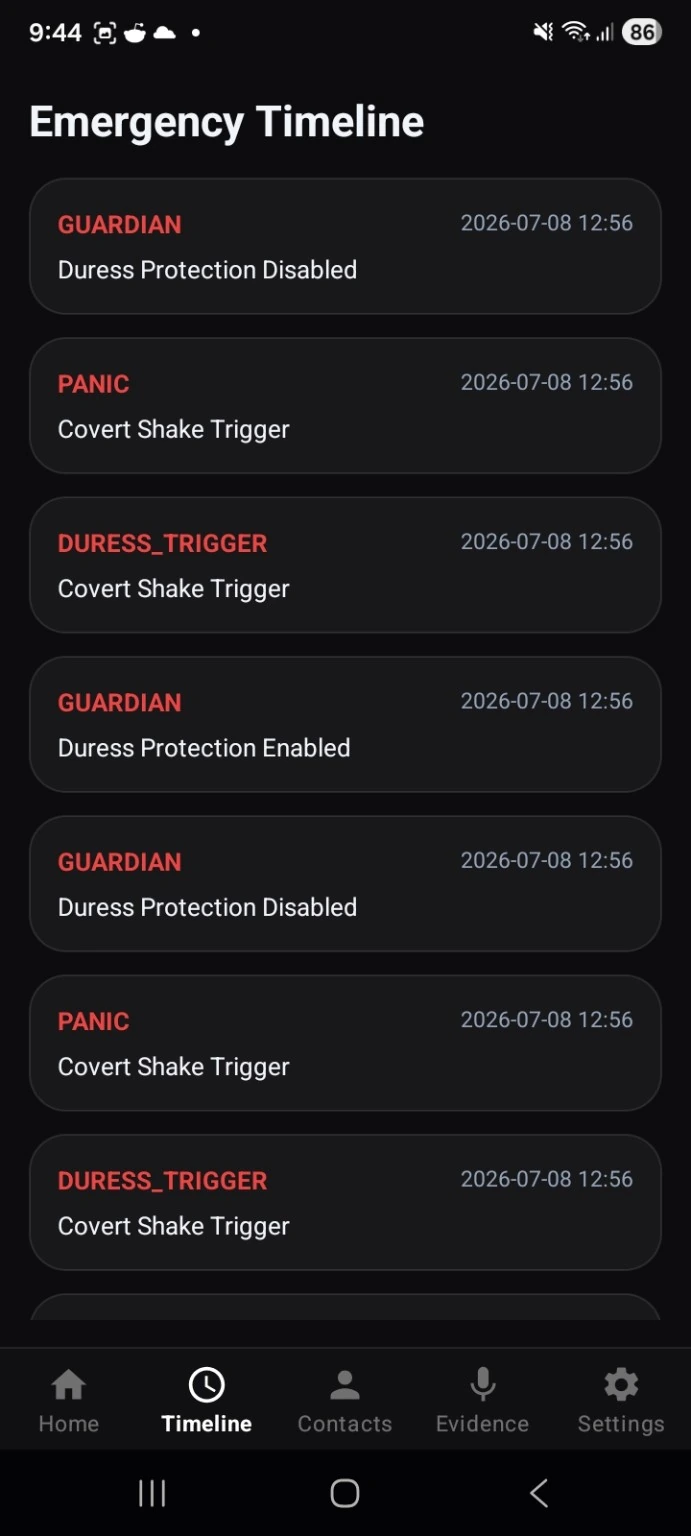 9:44
86
Emergency Timeline
GUARDIAN 2026-07-08 12:56
Duress Protection Disabled
PANIC 2026-07-08 12:56
Covert Shake Trigger
DURESS_TRIGGER 2026-07-08 12:56
Covert Shake Trigger
GUARDIAN 2026-07-08 12:56
Duress Protection Enabled
GUARDIAN 2026-07-08 12:56
Duress Protection Disabled
PANIC 2026-07-08 12:56
Covert Shake Trigger
DURESS_TRIGGER 2026-07-08 12:56
Covert Shake Trigger
Home Timeline Contacts Evidence Settings